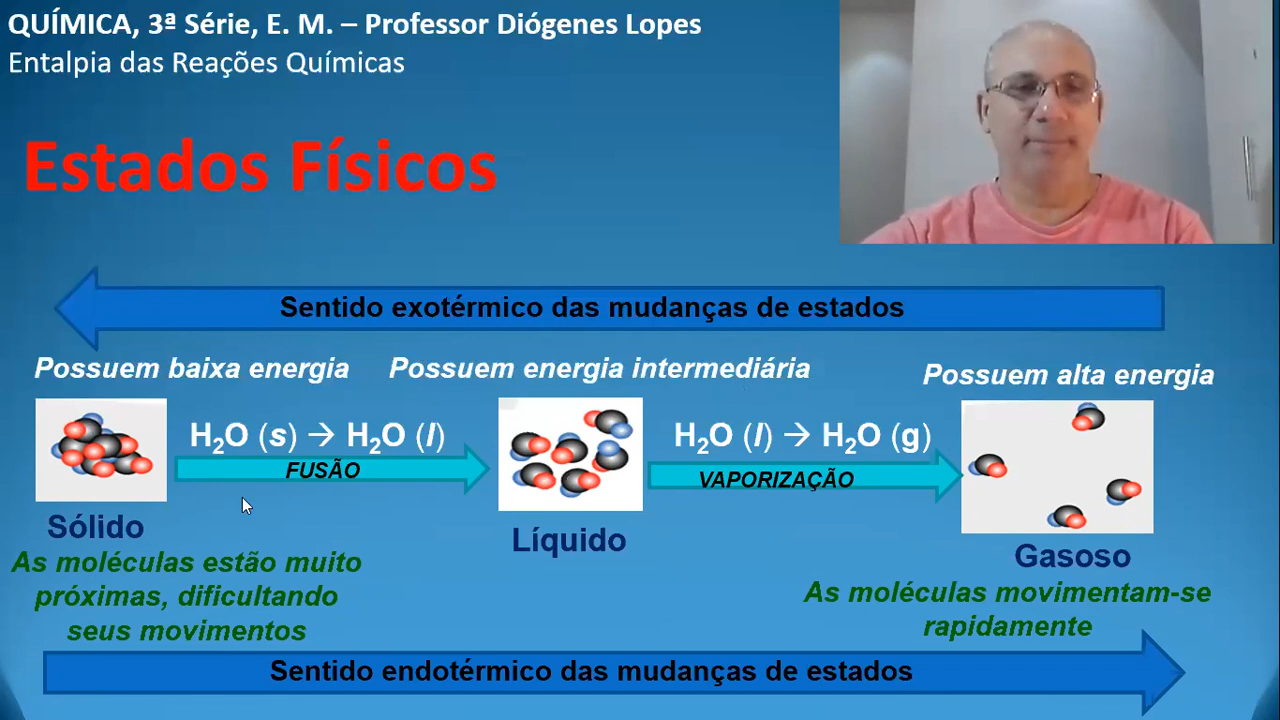 QUÍMICA, 3ª Série, E. M. – Professor Diógenes Lopes
Entalpia das Reações Químicas
Estados Físicos
Sentido exotérmico das mudanças de estados
Possuem baixa energia
Possuem energia intermediária
Possuem alta energia
H₂O (s) → H₂O (l)
FUSÃO
H₂O (l) → H₂O (g)
VAPORIZAÇÃO
Sólido
Líquido
Gasoso
As moléculas estão muito
próximas, dificultando
seus movimentos
As moléculas movimentam-se
rapidamente
Sentido endotérmico das mudanças de estados